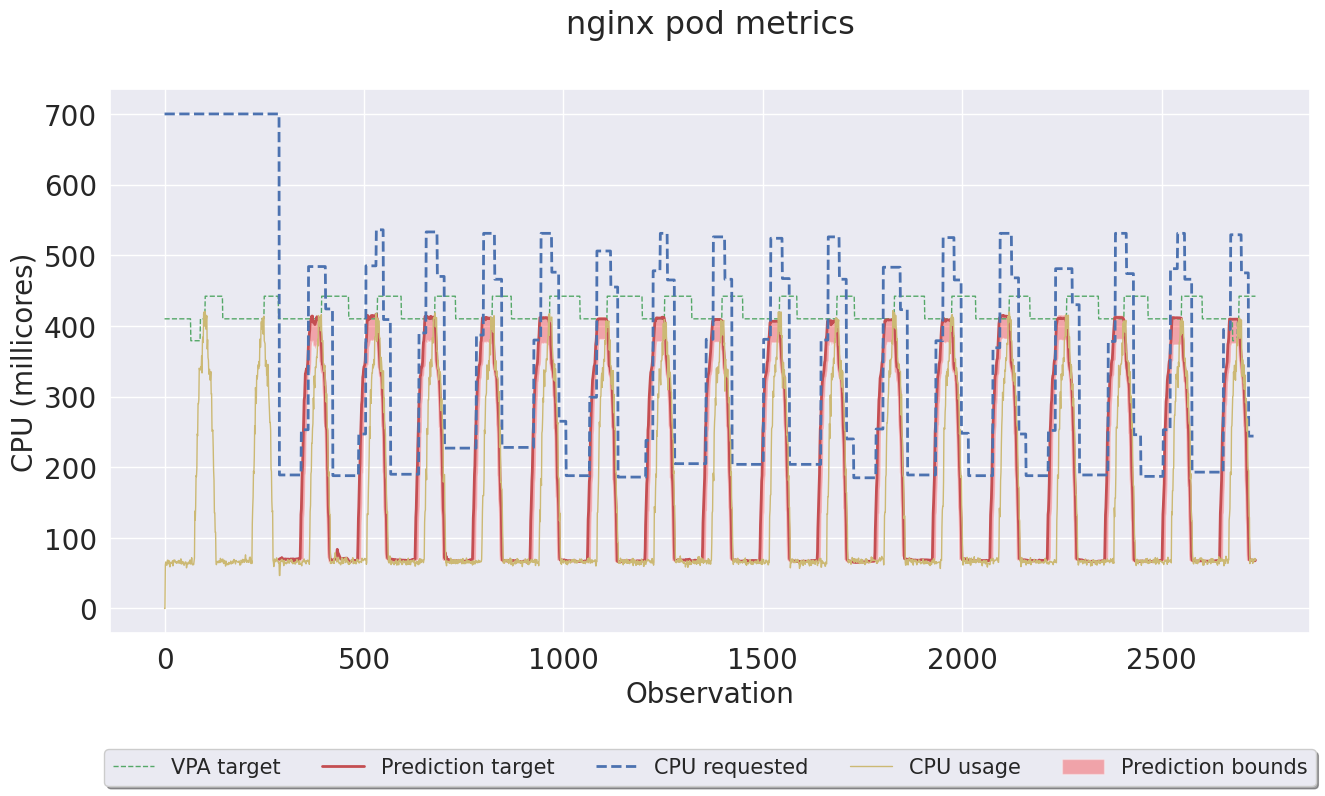 nginx pod metrics
CPU (millicores)
700
600
500
400
300
200
100
0
0 500 1000 1500 2000 2500
Observation
VPA target Prediction target CPU requested CPU usage Prediction bounds